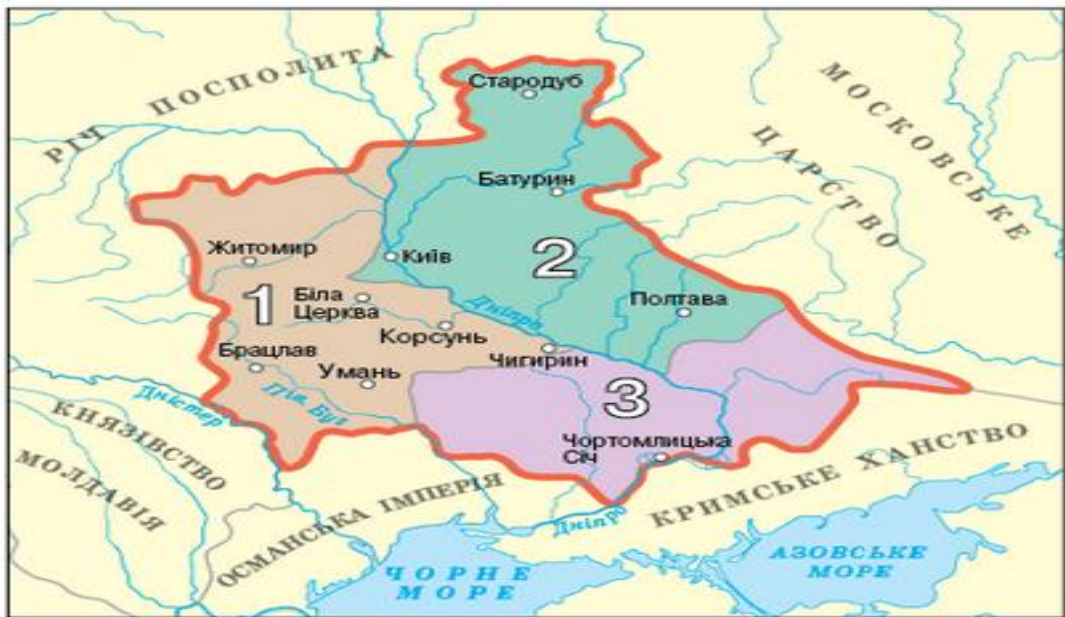 РІЧ ПОСПОЛИТА
МОСКОВСЬКЕ
ЦАРСТВО
Стародуб
Батурин
Житомир
Київ
2
1
Біла
Церква
Дніпро
Полтава
Корсунь
Чигирин
Брацлав
Умань
3
Дністер
Півд. Буг
Чортомлицька
Січ
КНЯЗІВСТВО
МОЛДАВІЯ
ОСМАНСЬКА ІМПЕРІЯ
Дніпро
КРИМСЬКЕ ХАНСТВО
ЧОРНЕ
МОРЕ
АЗОВСЬКЕ
МОРЕ